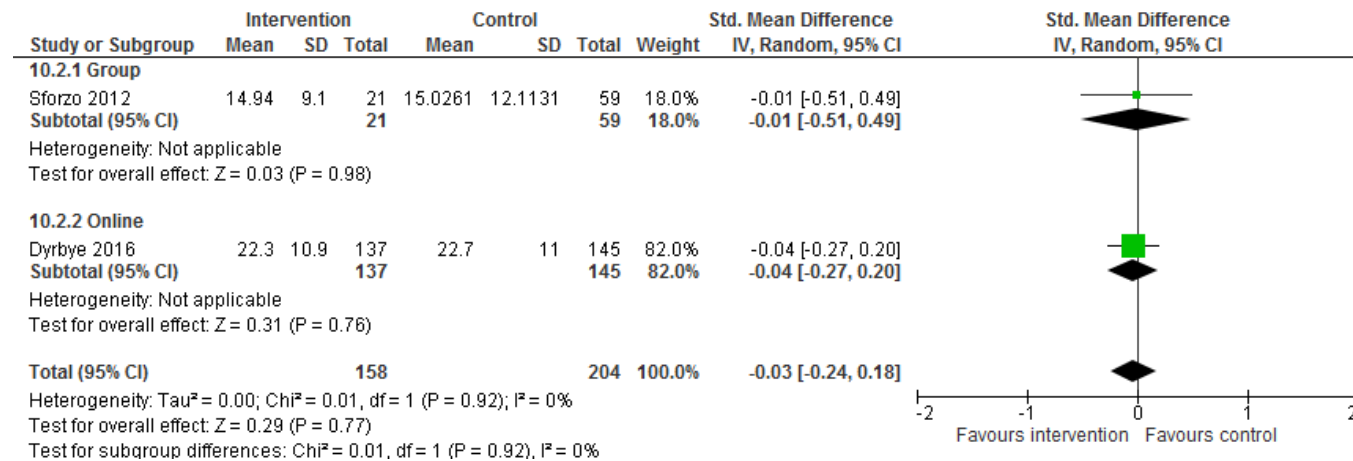 Intervention Control Std. Mean Difference Std. Mean Difference
Study or Subgroup Mean SD Total Mean SD Total Weight IV, Random, 95% CI IV, Random, 95% CI
10.2.1 Group
Sforzo 2012 14.94 9.1 21 15.0261 12.1131 59 18.0% -0.01 [-0.51, 0.49]
Subtotal (95% CI) 21 59 18.0% -0.01 [-0.51, 0.49]
Heterogeneity: Not applicable
Test for overall effect: Z = 0.03 (P = 0.98)
10.2.2 Online
Dyrbye 2016 22.3 10.9 137 22.7 11 145 82.0% -0.04 [-0.27, 0.20]
Subtotal (95% CI) 137 145 82.0% -0.04 [-0.27, 0.20]
Heterogeneity: Not applicable
Test for overall effect: Z = 0.31 (P = 0.76)
Total (95% CI) 158 204 100.0% -0.03 [-0.24, 0.18]
Heterogeneity: Tau² = 0.00; Chi² = 0.01, df = 1 (P = 0.92); I² = 0%
Test for overall effect: Z = 0.29 (P = 0.77)
Test for subgroup differences: Chi² = 0.01, df = 1 (P = 0.92), I² = 0%
-2 -1 0 1 2
Favours intervention Favours control